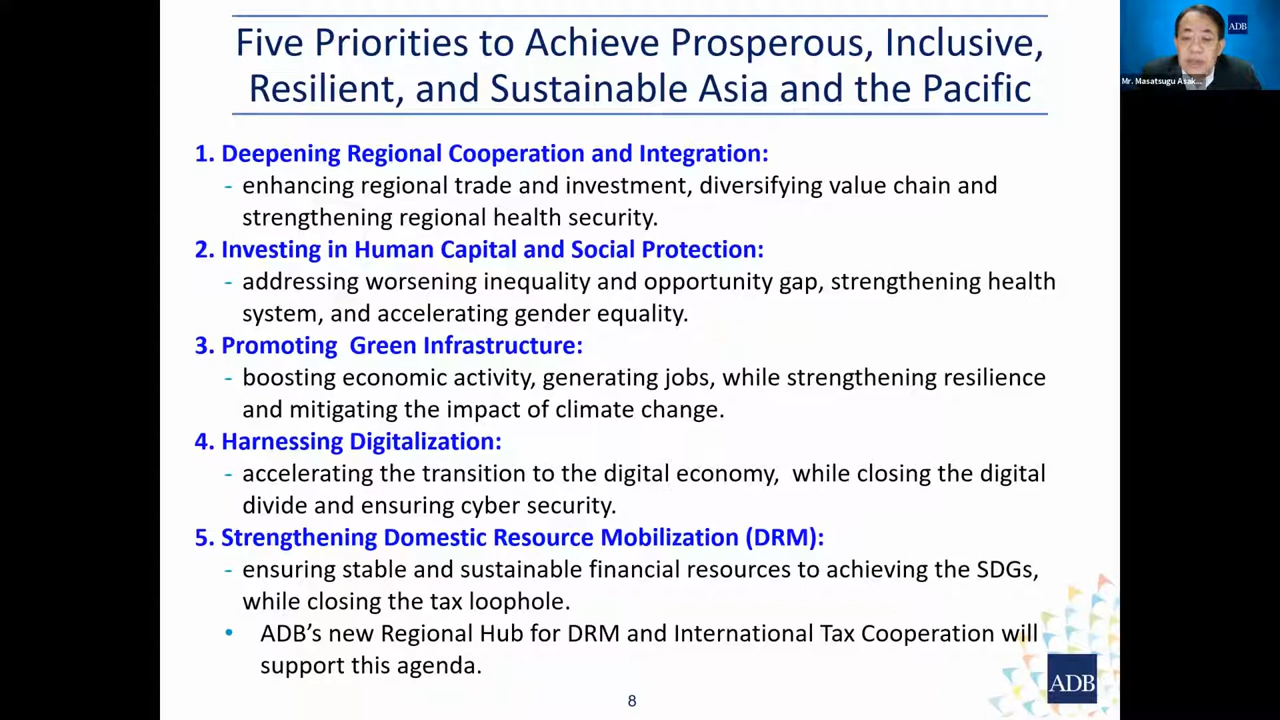 Five Priorities to Achieve Prosperous, Inclusive,
Resilient, and Sustainable Asia and the Pacific
ADB
Mr. Masatsugu Asak...
1. Deepening Regional Cooperation and Integration:
- enhancing regional trade and investment, diversifying value chain and
strengthening regional health security.
2. Investing in Human Capital and Social Protection:
- addressing worsening inequality and opportunity gap, strengthening health
system, and accelerating gender equality.
3. Promoting  Green Infrastructure:
- boosting economic activity, generating jobs, while strengthening resilience
and mitigating the impact of climate change.
4. Harnessing Digitalization:
- accelerating the transition to the digital economy,  while closing the digital
divide and ensuring cyber security.
5. Strengthening Domestic Resource Mobilization (DRM):
- ensuring stable and sustainable financial resources to achieving the SDGs,
while closing the tax loophole.
• ADB's new Regional Hub for DRM and International Tax Cooperation will
support this agenda.
ADB
8